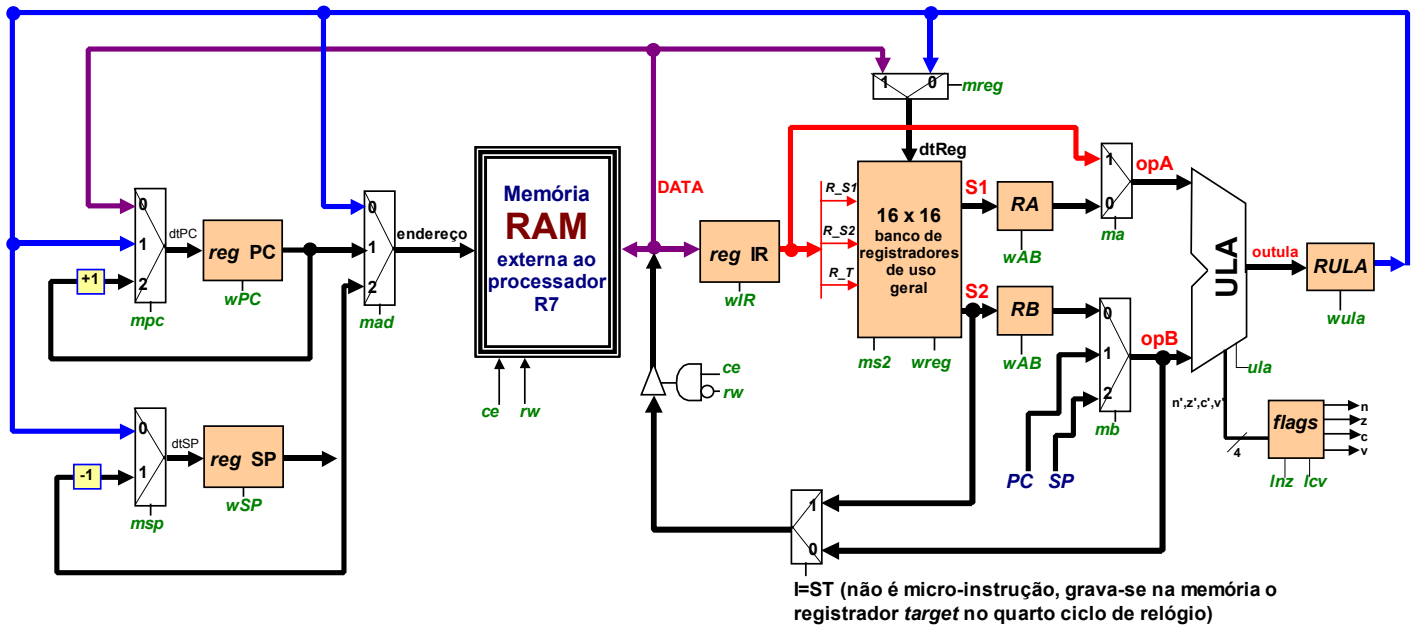 1
0
mreg
dtReg
DATA
Memória
RAM
externa ao
processador
R7
ce
rw
0
1
2
dtPC
reg PC
wPC
mpc
+1
0
1
2
mad
endereço
0
1
dtSP
reg SP
wSP
msp
-1
reg IR
wIR
R_S1
R_S2
R_T
16 x 16
banco de
registradores
de uso
geral
ms2
wreg
S1
S2
RA
wAB
RB
wAB
1
0
ma
opA
0
1
2
mb
opB
PC
SP
ULA
ula
outula
RULA
wula
n',z',c',v'
4
flags
n
z
c
v
lnz
lcv
ce
rw
1
0
I=ST (não é micro-instrução, grava-se na memória o
registrador target no quarto ciclo de relógio)